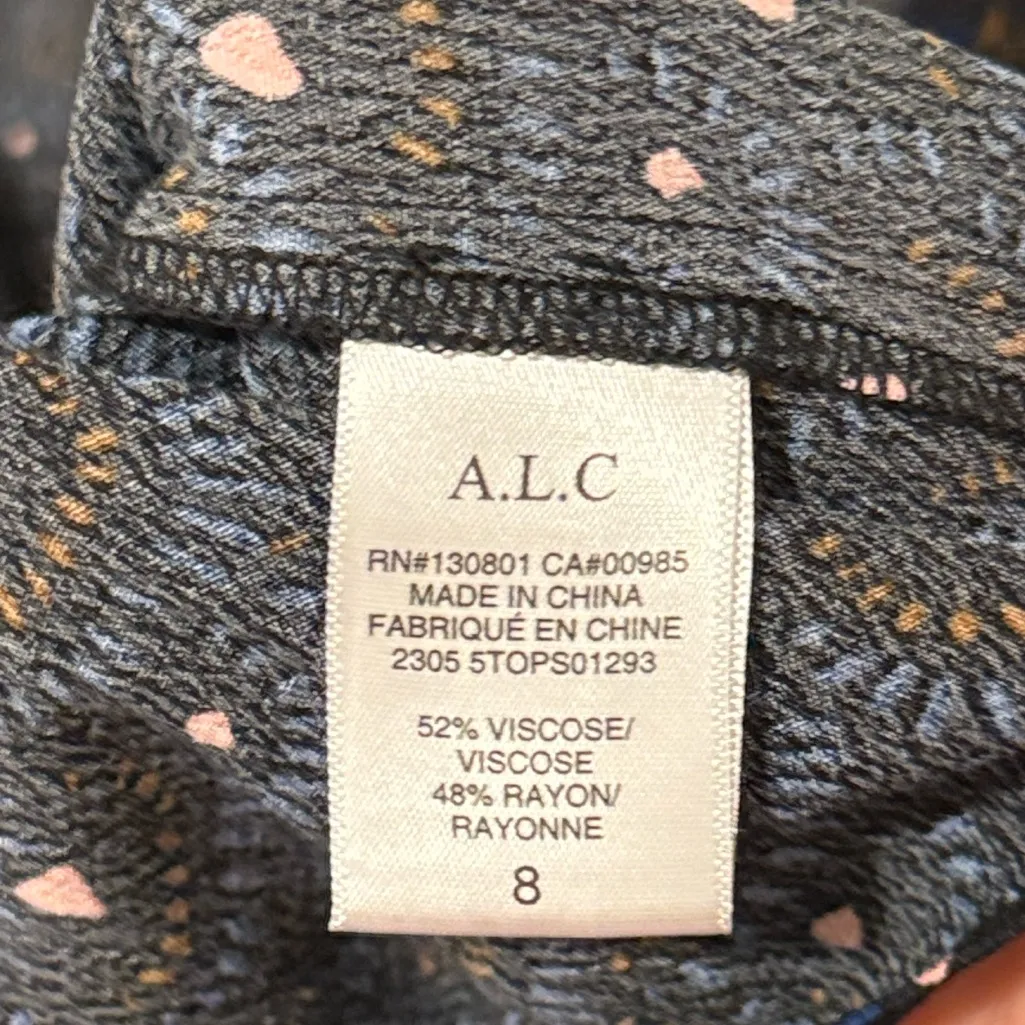 A.L.C
RN#130801 CA#00985
MADE IN CHINA
FABRIQUÉ EN CHINE
2305 5TOPS01293
52% VISCOSE/
VISCOSE
48% RAYON/
RAYONNE
8